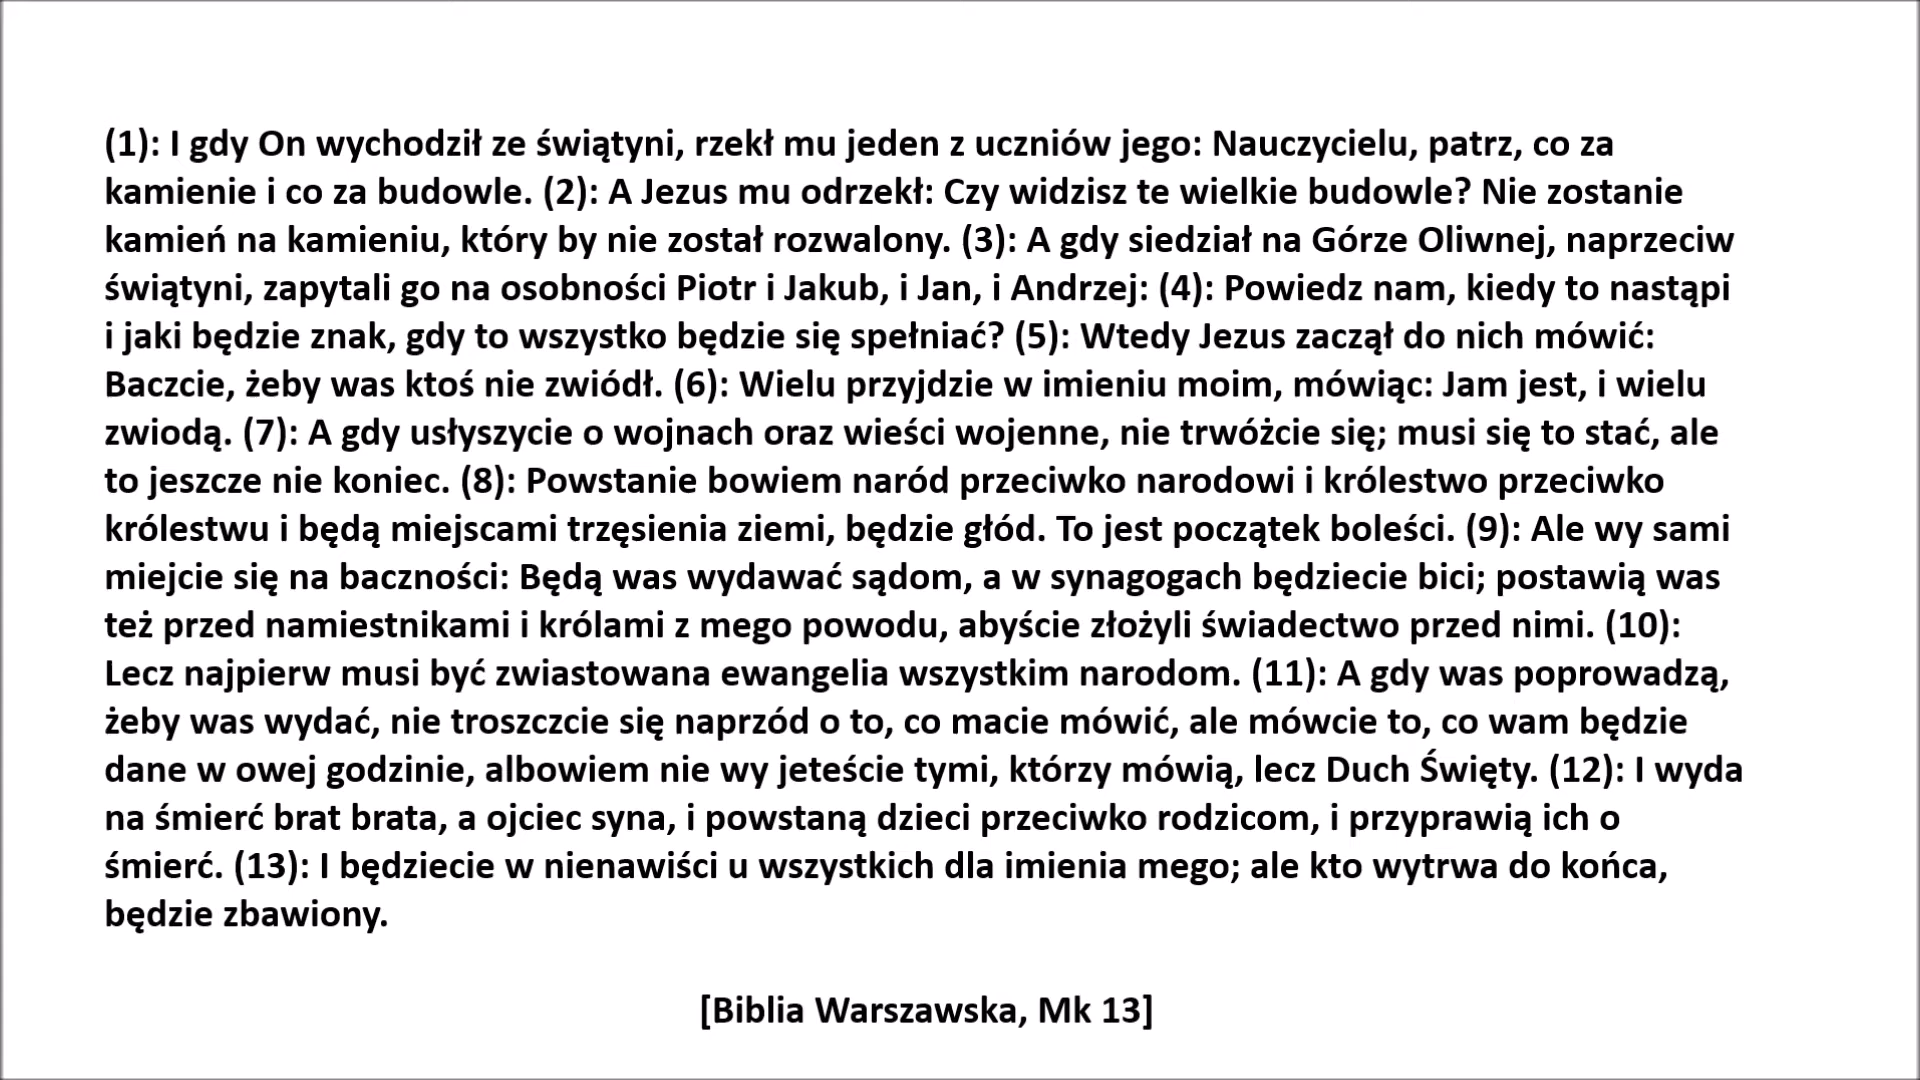 (1): I gdy On wychodził ze świątyni, rzekł mu jeden z uczniów jego: Nauczycielu, patrz, co za
kamienie i co za budowle. (2): A Jezus mu odrzekł: Czy widzisz te wielkie budowle? Nie zostanie
kamień na kamieniu, który by nie został rozwalony. (3): A gdy siedział na Górze Oliwnej, naprzeciw
świątyni, zapytali go na osobności Piotr i Jakub, i Jan, i Andrzej: (4): Powiedz nam, kiedy to nastąpi
i jaki będzie znak, gdy to wszystko będzie się spełniać? (5): Wtedy Jezus zaczął do nich mówić:
Baczcie, żeby was ktoś nie zwiódł. (6): Wielu przyjdzie w imieniu moim, mówiąc: Jam jest, i wielu
zwiodą. (7): A gdy usłyszycie o wojnach oraz wieści wojenne, nie trwóżcie się; musi się to stać, ale
to jeszcze nie koniec. (8): Powstanie bowiem naród przeciwko narodowi i królestwo przeciwko
królestwu i będą miejscami trzęsienia ziemi, będzie głód. To jest początek boleści. (9): Ale wy sami
miejcie się na baczności: Będą was wydawać sądom, a w synagogach będziecie bici; postawią was
też przed namiestnikami i królami z mego powodu, abyście złożyli świadectwo przed nimi. (10):
Lecz najpierw musi być zwiastowana ewangelia wszystkim narodom. (11): A gdy was poprowadzą,
żeby was wydać, nie troszczcie się naprzód o to, co macie mówić, ale mówcie to, co wam będzie
dane w owej godzinie, albowiem nie wy jeteście tymi, którzy mówią, lecz Duch Święty. (12): I wyda
na śmierć brat brata, a ojciec syna, i powstaną dzieci przeciwko rodzicom, i przyprawią ich o
śmierć. (13): I będziecie w nienawiści u wszystkich dla imienia mego; ale kto wytrwa do końca,
będzie zbawiony.
[Biblia Warszawska, Mk 13]